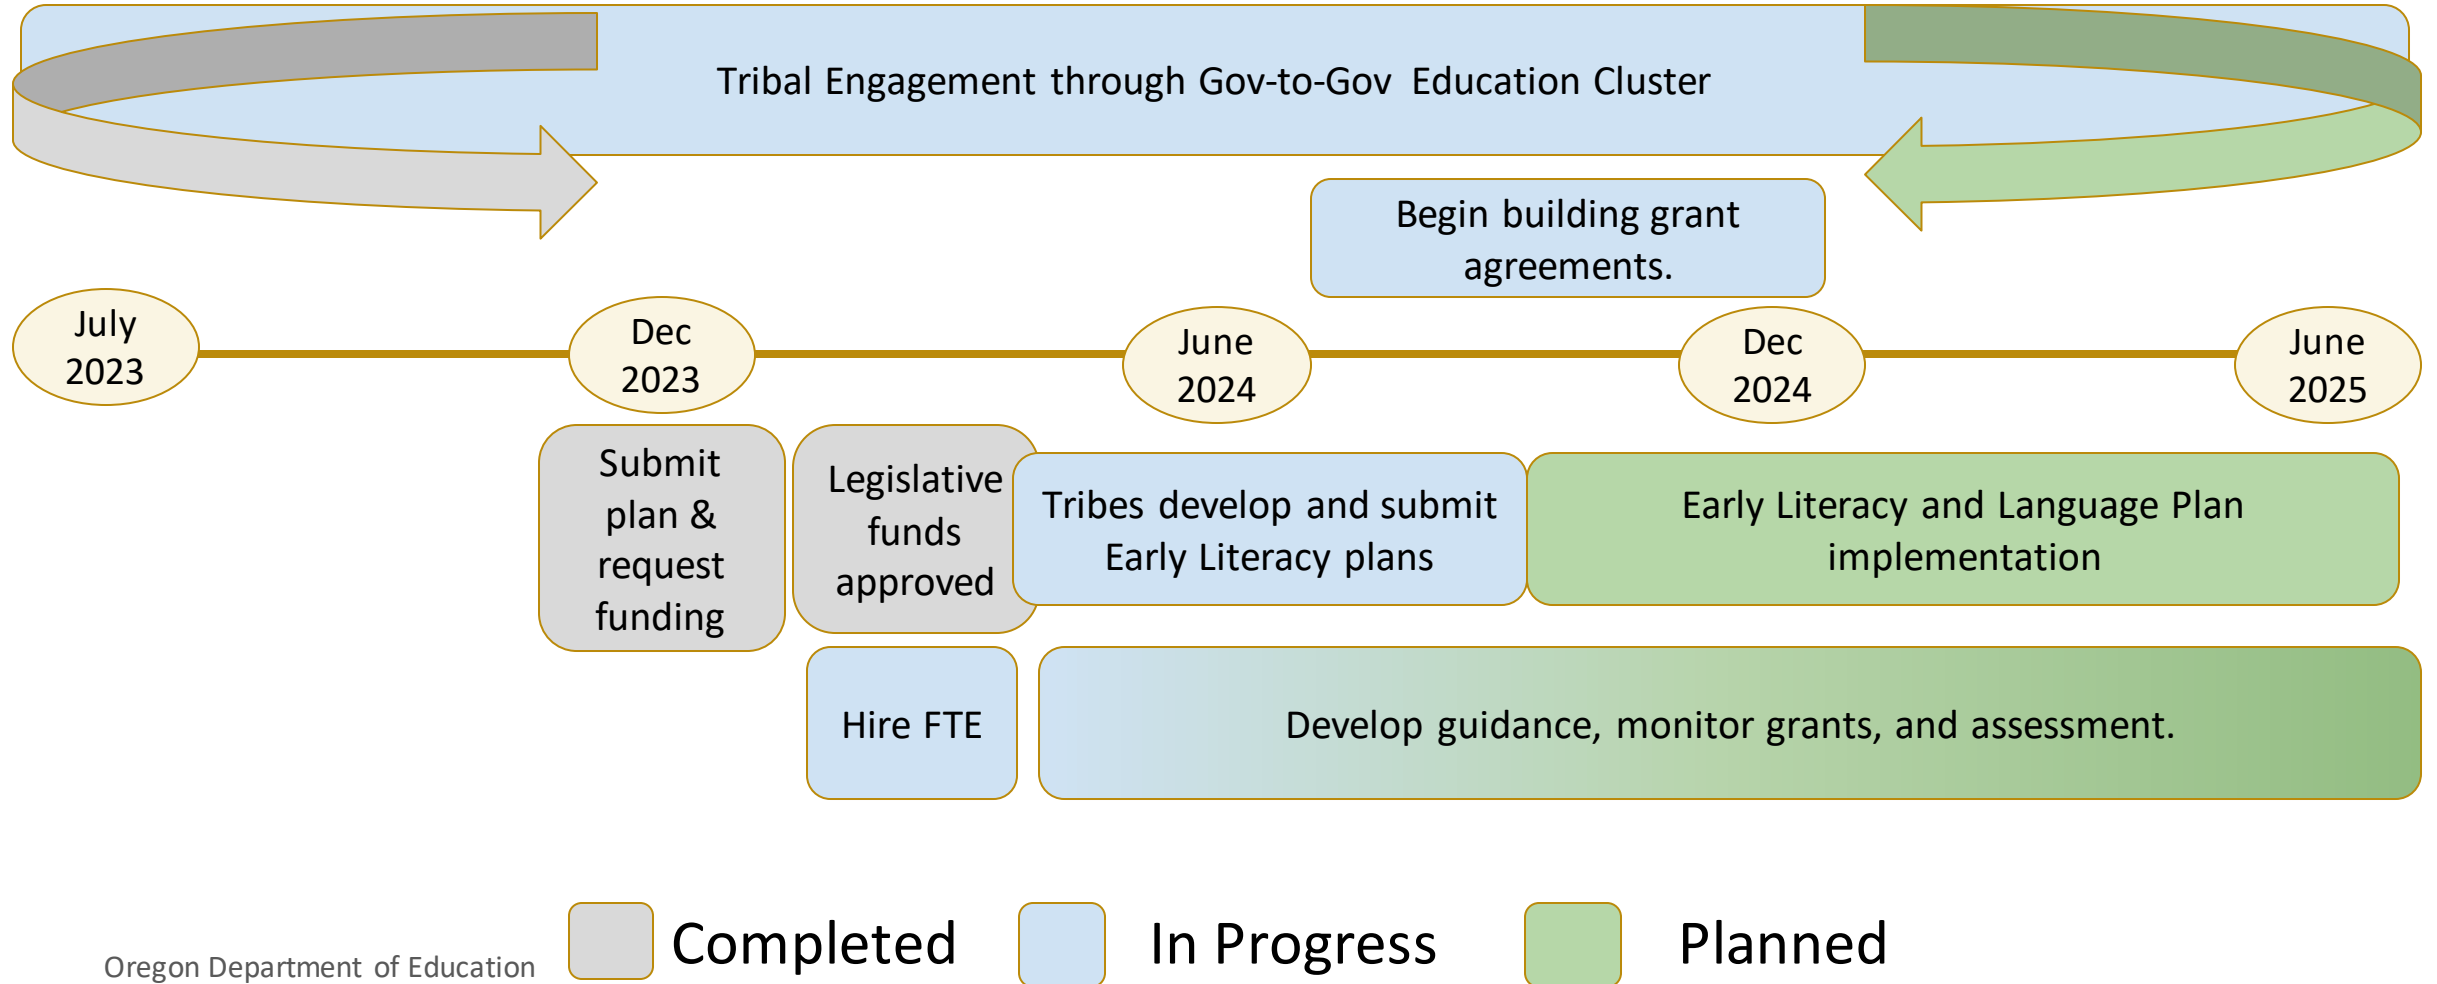 Tribal Engagement through Gov-to-Gov Education Cluster
Begin building grant
agreements.
July
2023
Dec
2023
June
2024
Dec
2024
June
2025
Submit
plan &
request
funding
Legislative
funds
approved
Tribes develop and submit
Early Literacy plans
Early Literacy and Language Plan
implementation
Hire FTE
Develop guidance, monitor grants, and assessment.
Completed
In Progress
Planned
Oregon Department of Education